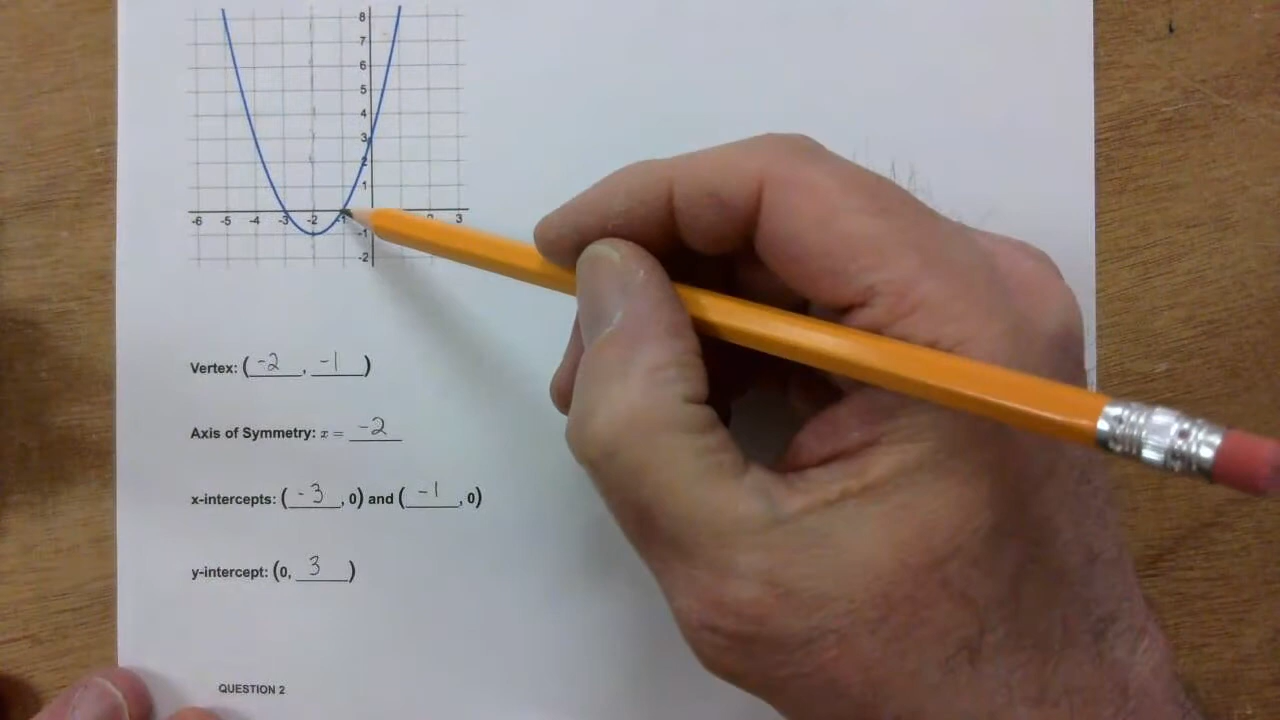 8
7
6
5
4
3
2
1
-6 -5 -4 -3 -2 -1 3
-1
-2
Vertex: ( -2 , -1 )
Axis of Symmetry: x = -2
x-intercepts: ( -3 , 0) and ( -1 , 0)
y-intercept: (0, 3 )
QUESTION 2